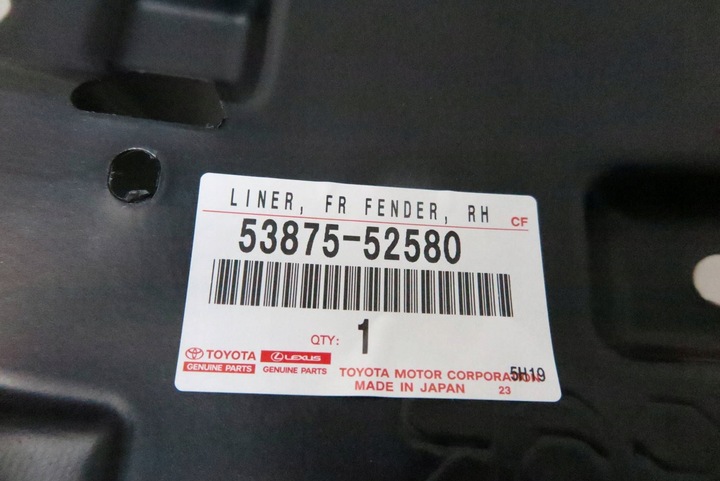 LINER, FR FENDER, RH CF
53875-52580
QTY: 1
TOYOTA LEXUS
GENUINE PARTS GENUINE PARTS
TOYOTA MOTOR CORPORATION 5H19
MADE IN JAPAN 23